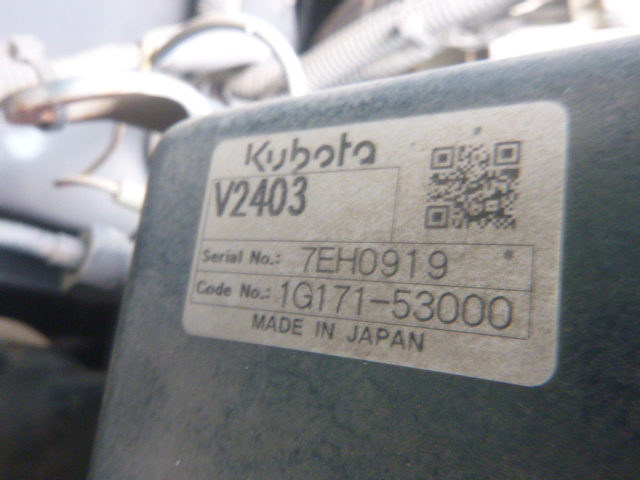 Kubota
V2403
Serial No.: 7EH0919
Code No.: 1G171-53000
MADE IN JAPAN